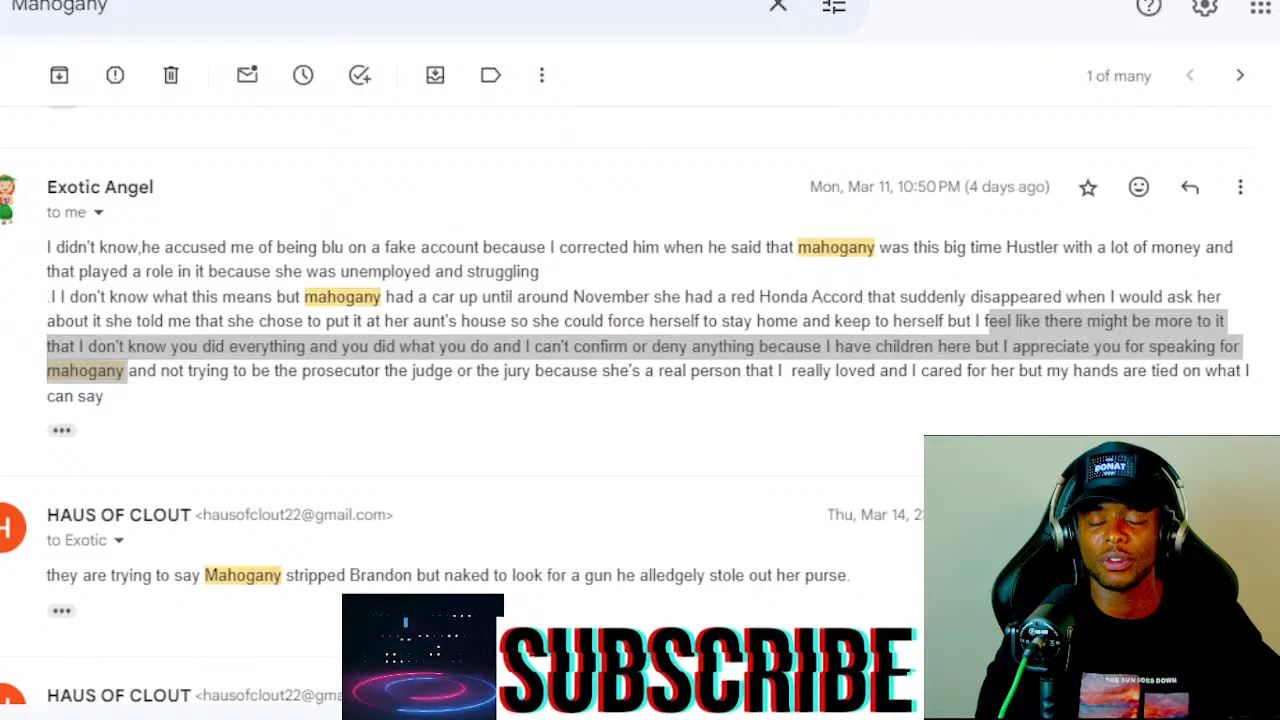 Mahogany
1 of many
Exotic Angel
Mon, Mar 11, 10:50 PM (4 days ago)
to me
I didn't know,he accused me of being blu on a fake account because I corrected him when he said that mahogany was this big time Hustler with a lot of money and
that played a role in it because she was unemployed and struggling
.I I don't know what this means but mahogany had a car up until around November she had a red Honda Accord that suddenly disappeared when I would ask her
about it she told me that she chose to put it at her aunt's house so she could force herself to stay home and keep to herself but I feel like there might be more to it
that I don't know you did everything and you did what you do and I can't confirm or deny anything because I have children here but I appreciate you for speaking for
mahogany and not trying to be the prosecutor the judge or the jury because she's a real person that I really loved and I cared for her but my hands are tied on what I
can say
HAUS OF CLOUT <hausofclout22@gmail.com>
Thu, Mar 14,
to Exotic
they are trying to say Mahogany stripped Brandon but naked to look for a gun he alledgely stole out her purse.
HAUS OF CLOUT <hausofclout22@gma
SUBSCRIBE
DONAT
THE SUN GOES DOWN